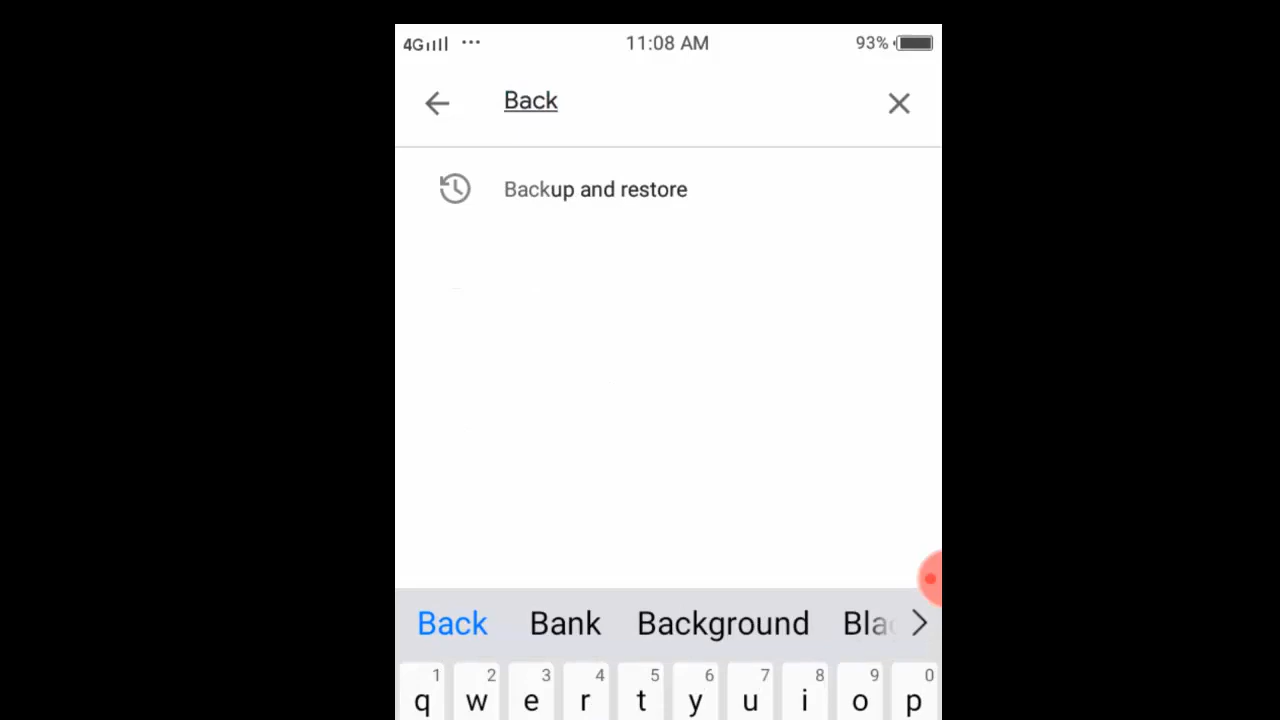 4G ... 11:08 AM 93%
Back
Backup and restore
Back Bank Background
1 2 3 4 5 6 7 8 9 0
q w e r t y u i o p